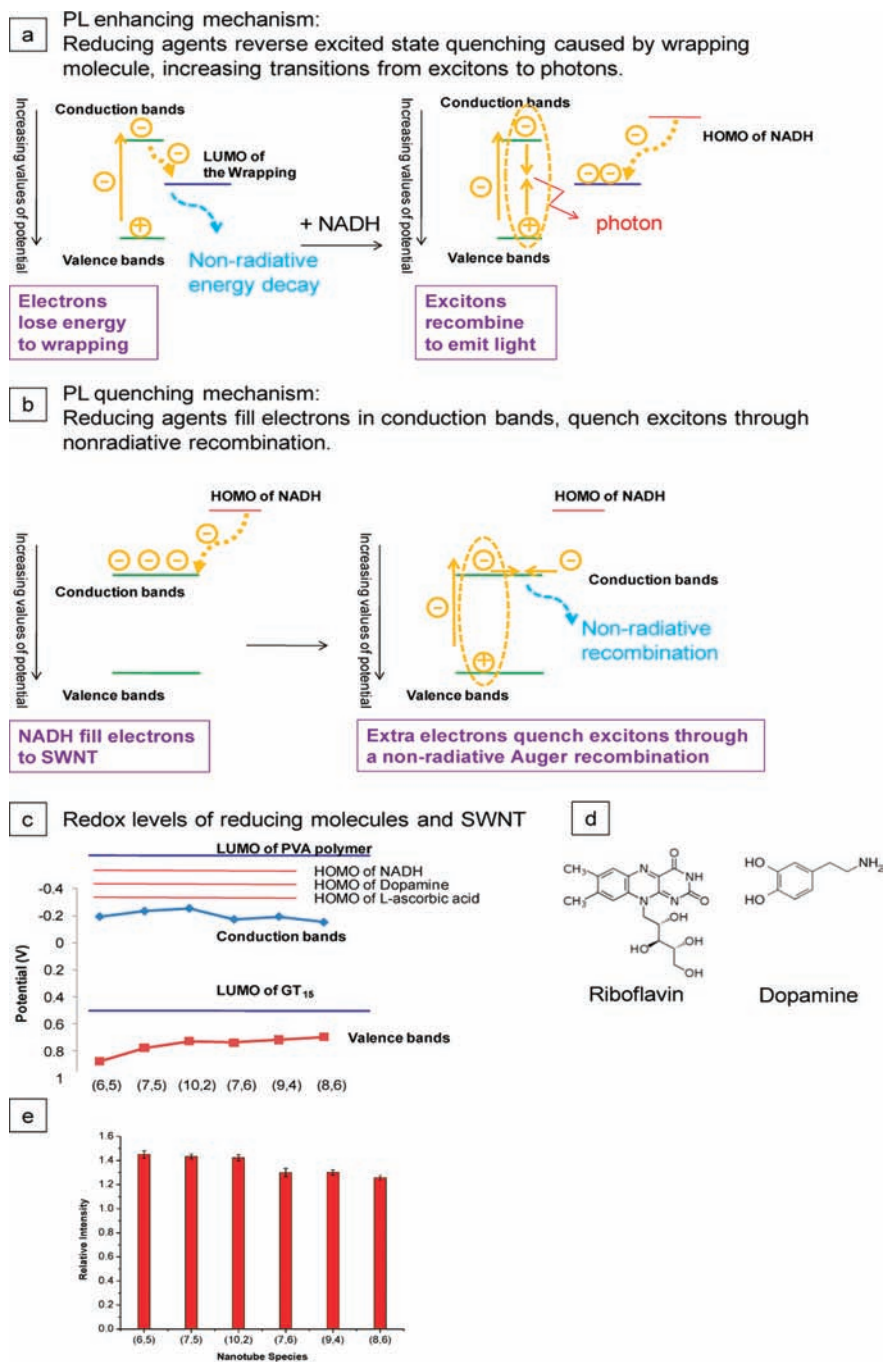 a
PL enhancing mechanism:
Reducing agents reverse excited state quenching caused by wrapping
molecule, increasing transitions from excitons to photons.
Increasing values of potential
Conduction bands
LUMO of
the Wrapping
Valence bands
Non-radiative
energy decay
+ NADH
Increasing values of potential
Conduction bands
HOMO of NADH
photon
Valence bands
Electrons
lose energy
to wrapping
Excitons
recombine
to emit light
b
PL quenching mechanism:
Reducing agents fill electrons in conduction bands, quench excitons through
nonradiative recombination.
Increasing values of potential
HOMO of NADH
Conduction bands
Valence bands
Increasing values of potential
HOMO of NADH
Conduction bands
Non-radiative
recombination
Valence bands
NADH fill electrons
to SWNT
Extra electrons quench excitons through
a non-radiative Auger recombination
c
Redox levels of reducing molecules and SWNT
LUMO of PVA polymer
HOMO of NADH
HOMO of Dopamine
HOMO of L-ascorbic acid
Conduction bands
LUMO of GT15
Valence bands
Potential (V)
-0.4
-0.2
0
0.2
0.4
0.6
0.8
1
(6,5) (7,5) (10,2) (7,6) (9,4) (8,6)
d
O
CH3
N
NH
CH3
N
N
O
OH
HO
OH
OH
Riboflavin
HO
HO
NH2
Dopamine
e
Relative Intensity
1.6
1.4
1.2
1.0
0.8
0.6
0.4
0.2
0.0
(6,5) (7,5) (10,2) (7,6) (9,4) (8,6)
Nanotube Species